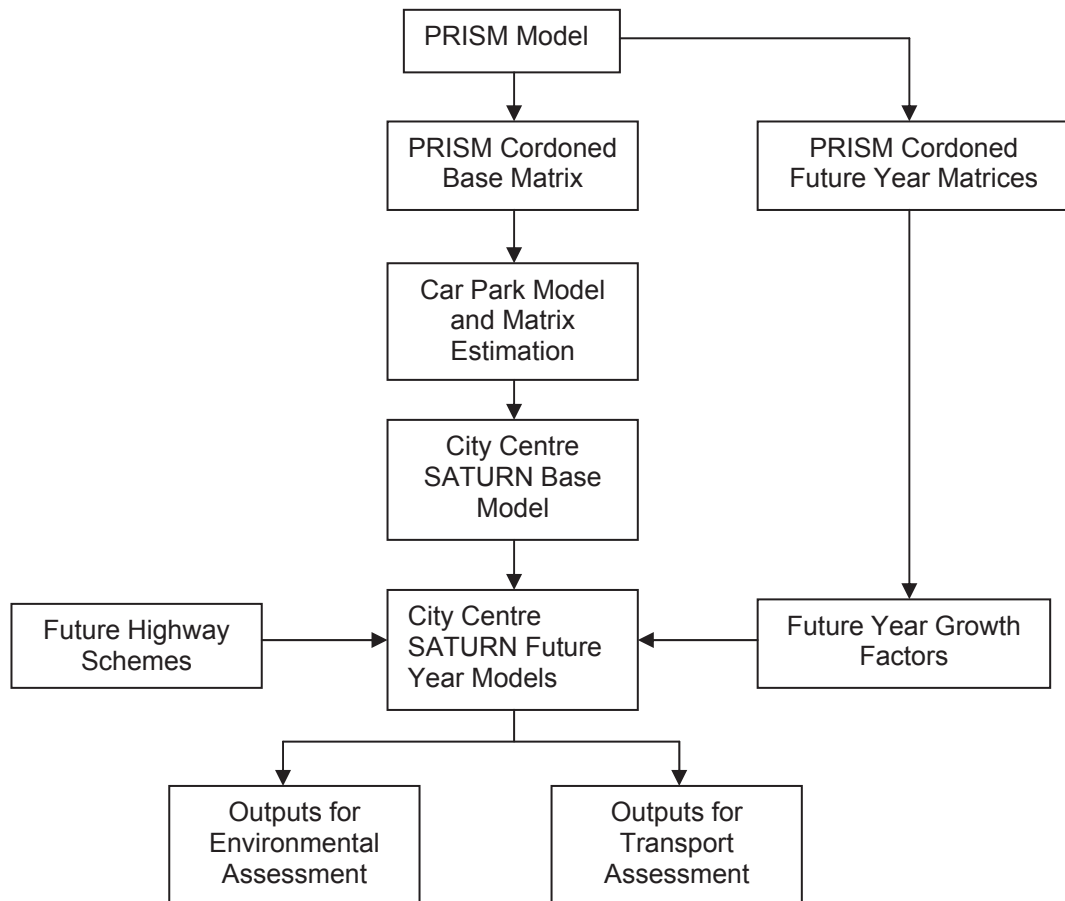 PRISM Model
PRISM Cordoned
Base Matrix
PRISM Cordoned
Future Year Matrices
Car Park Model
and Matrix
Estimation
City Centre
SATURN Base
Model
Future Highway
Schemes
City Centre
SATURN Future
Year Models
Future Year Growth
Factors
Outputs for
Environmental
Assessment
Outputs for
Transport
Assessment